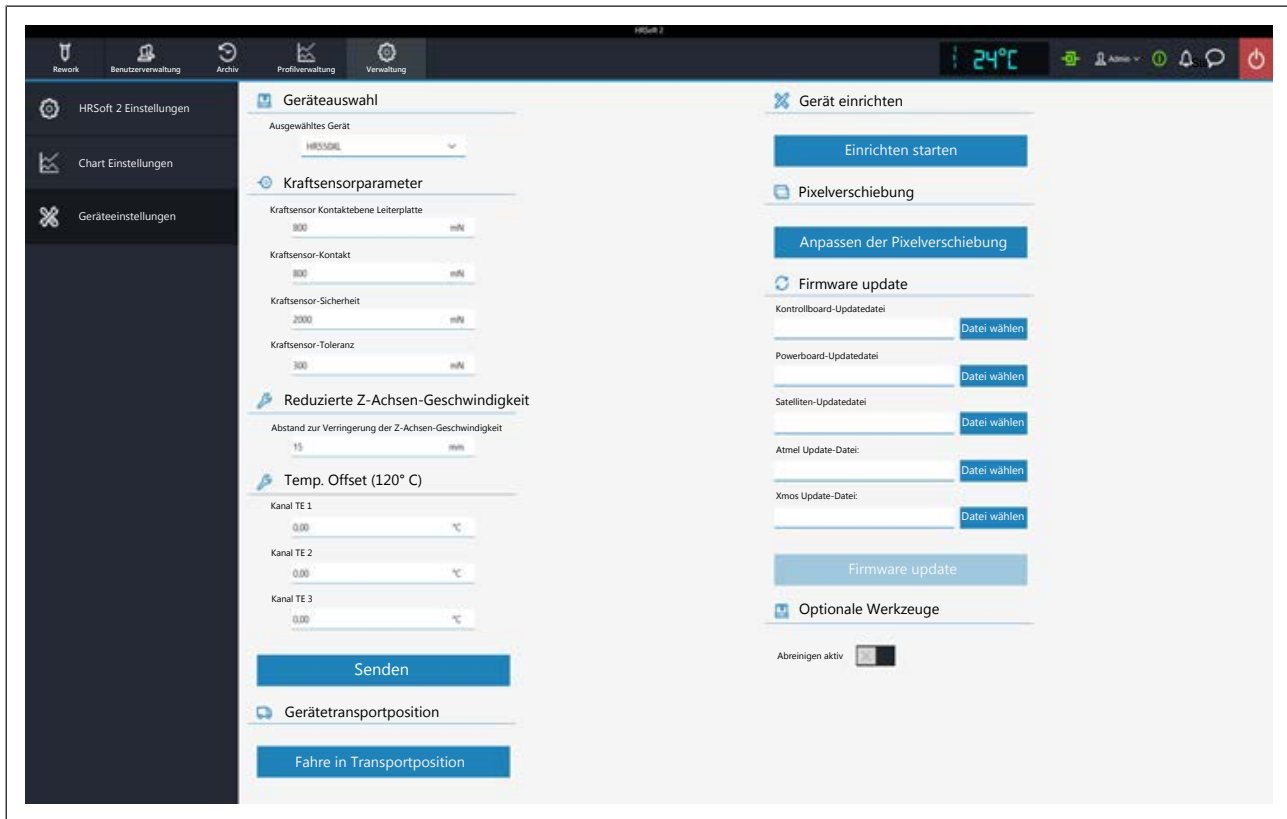 HRSoft 2
Rework
Benutzerverwaltung
Archiv
Profilverwaltung
Verwaltung
24°C
Admin
HRSoft 2 Einstellungen
Chart Einstellungen
Geräteeinstellungen
Geräteauswahl
Ausgewähltes Gerät
HR550XL
Kraftsensorparameter
Kraftsensor Kontaktebene Leiterplatte
800 mN
Kraftsensor-Kontakt
800 mN
Kraftsensor-Sicherheit
2000 mN
Kraftsensor-Toleranz
300 mN
Reduzierte Z-Achsen-Geschwindigkeit
Abstand zur Verringerung der Z-Achsen-Geschwindigkeit
15 mm
Temp. Offset (120° C)
Kanal TE 1
0,00 °C
Kanal TE 2
0,00 °C
Kanal TE 3
0,00 °C
Senden
Gerätetransportposition
Fahre in Transportposition
Gerät einrichten
Einrichten starten
Pixelverschiebung
Anpassen der Pixelverschiebung
Firmware update
Kontrollboard-Updatedatei
Datei wählen
Powerboard-Updatedatei
Datei wählen
Satelliten-Updatedatei
Datei wählen
Atmel Update-Datei:
Datei wählen
Xmos Update-Datei:
Datei wählen
Firmware update
Optionale Werkzeuge
Abreinigen aktiv